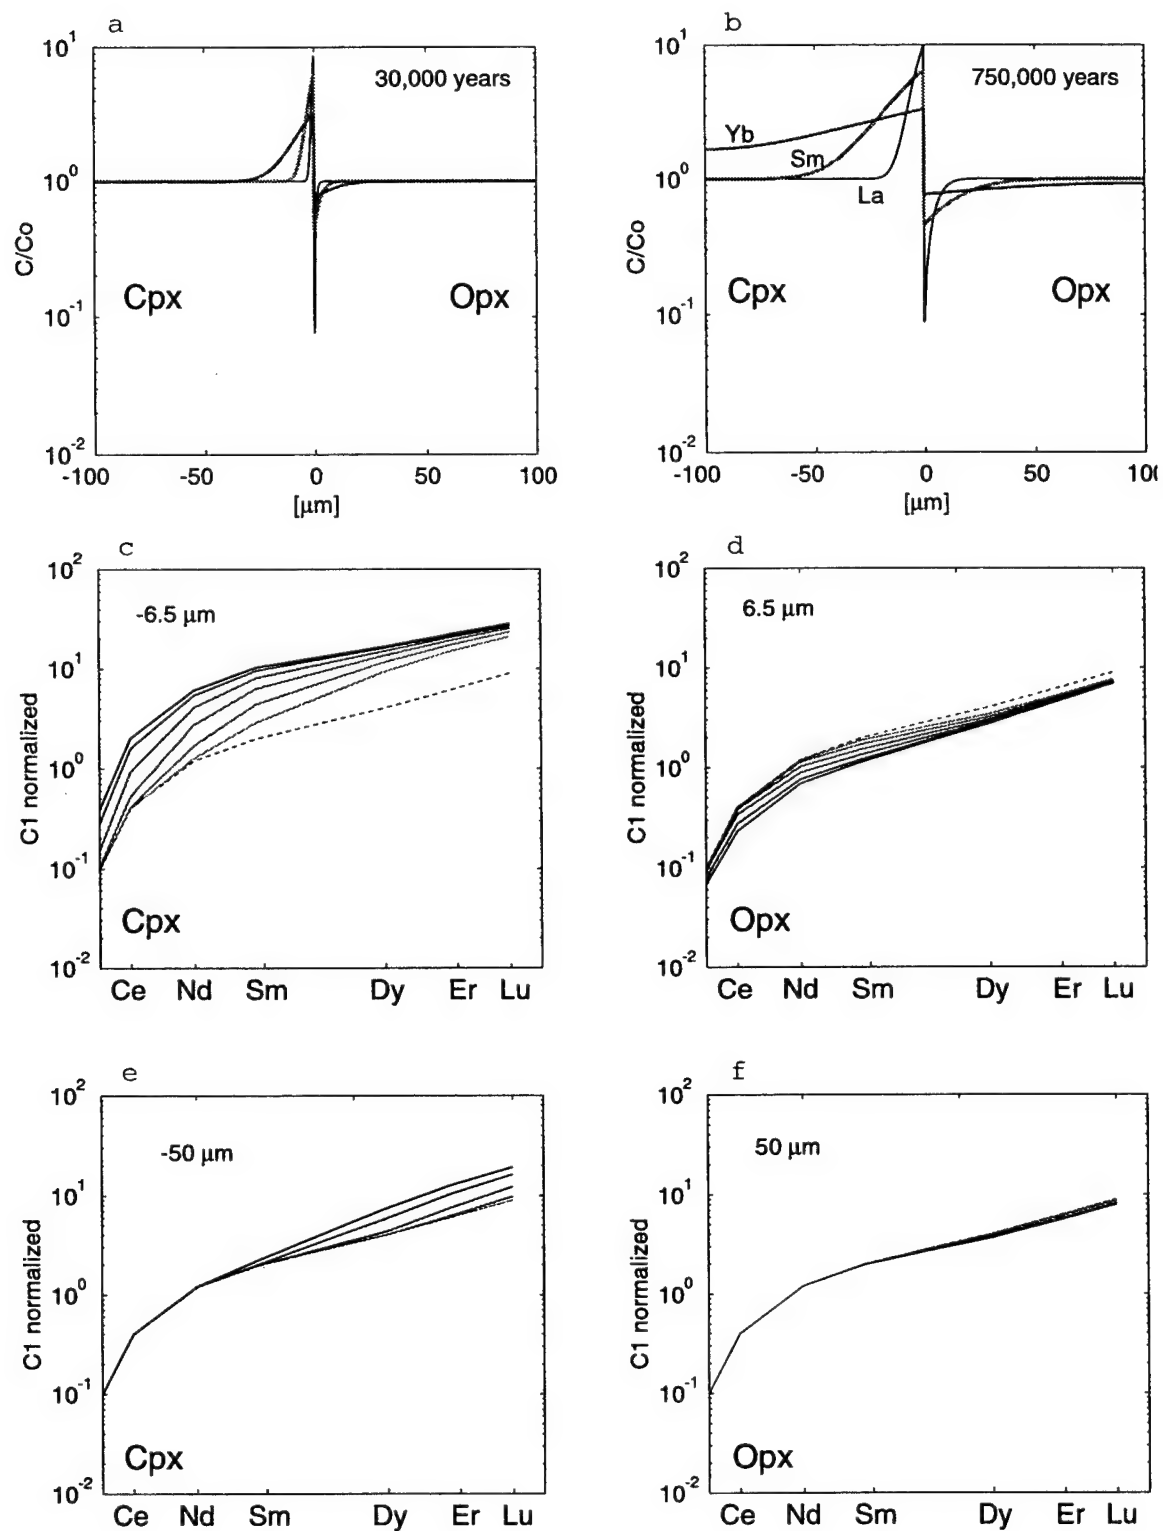 a
b
10^1
30,000 years
10^0
C/Co
Cpx
Opx
10^-1
10^-2
-100
-50
0
50
100
[µm]
10^1
750,000 years
Yb
Sm
10^0
La
C/Co
Cpx
Opx
10^-1
10^-2
-100
-50
0
50
10
[µm]
c
10^2
-6.5 µm
10^1
C1 normalized
10^0
10^-1
Cpx
10^-2
Ce Nd Sm Dy Er Lu
d
10^2
6.5 µm
10^1
C1 normalized
10^0
10^-1
Opx
10^-2
Ce Nd Sm Dy Er Lu
e
10^2
-50 µm
10^1
C1 normalized
10^0
10^-1
Cpx
10^-2
Ce Nd Sm Dy Er Lu
f
10^2
50 µm
10^1
C1 normalized
10^0
10^-1
Opx
10^-2
Ce Nd Sm Dy Er Lu